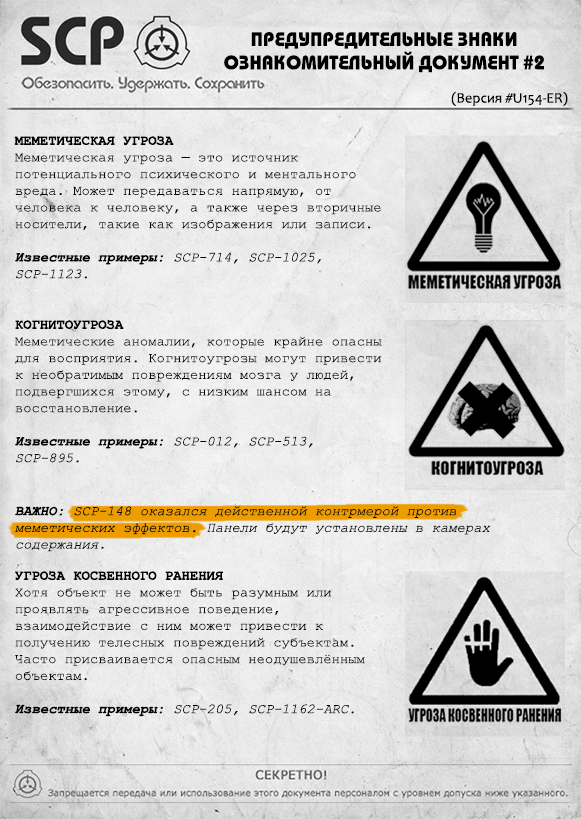 SCP
Обезопасить. Удержать. Сохранить
ПРЕДУПРЕДИТЕЛЬНЫЕ ЗНАКИ
ОЗНАКОМИТЕЛЬНЫЙ ДОКУМЕНТ #2
(Версия #U154-ER)
МЕМЕТИЧЕСКАЯ УГРОЗА
Меметическая угроза — это источник
потенциального психического и ментального
вреда. Может передаваться напрямую, от
человека к человеку, а также через вторичные
носители, такие как изображения или записи.
Известные примеры: SCP-714, SCP-1025,
SCP-1123.
МЕМЕТИЧЕСКАЯ УГРОЗА
КОГНИТОУГРОЗА
Меметические аномалии, которые крайне опасны
для восприятия. Когнитоугрозы могут привести
к необратимым повреждениям мозга у людей,
подвергшихся этому, с низким шансом на
восстановление.
Известные примеры: SCP-012, SCP-513,
SCP-895.
КОГНИТОУГРОЗА
ВАЖНО: SCP-148 оказался действенной контрмерой против
меметических эффектов. Панели будут установлены в камерах
содержания.
УГРОЗА КОСВЕННОГО РАНЕНИЯ
Хотя объект не может быть разумным или
проявлять агрессивное поведение,
взаимодействие с ним может привести к
получению телесных повреждений субъектам.
Часто присваивается опасным неодушевлённым
объектам.
Известные примеры: SCP-205, SCP-1162-ARC.
УГРОЗА КОСВЕННОГО РАНЕНИЯ
СЕКРЕТНО!
Запрещается передача или использование этого документа персоналом с уровнем допуска ниже указанного.